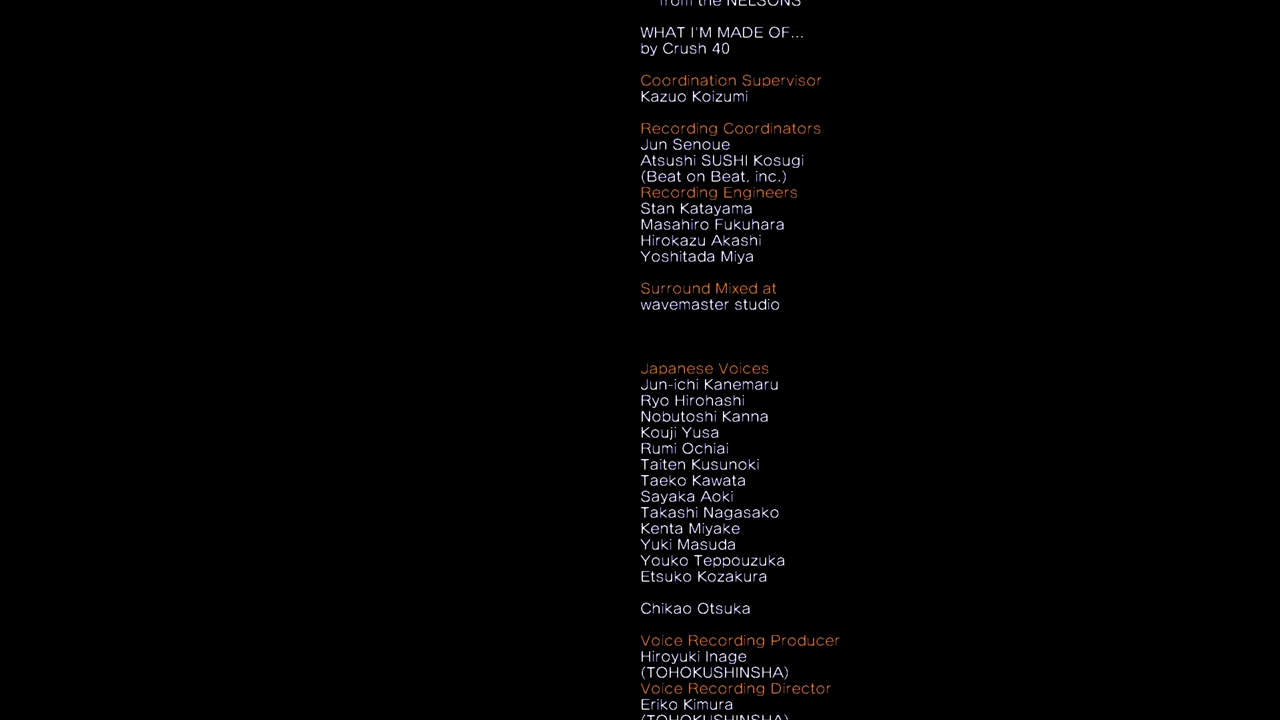 from the NELSONS
WHAT I'M MADE OF...
by Crush 40
Coordination Supervisor
Kazuo Koizumi
Recording Coordinators
Jun Senoue
Atsushi SUSHI Kosugi
(Beat on Beat, inc.)
Recording Engineers
Stan Katayama
Masahiro Fukuhara
Hirokazu Akashi
Yoshitada Miya
Surround Mixed at
wavemaster studio
Japanese Voices
Jun-ichi Kanemaru
Ryo Hirohashi
Nobutoshi Kanna
Kouji Yusa
Rumi Ochiai
Taiten Kusunoki
Taeko Kawata
Sayaka Aoki
Takashi Nagasako
Kenta Miyake
Yuki Masuda
Youko Teppouzuka
Etsuko Kozakura
Chikao Otsuka
Voice Recording Producer
Hiroyuki Inage
(TOHOKUSHINSHA)
Voice Recording Director
Eriko Kimura
(TOHOKUSHINSHA)